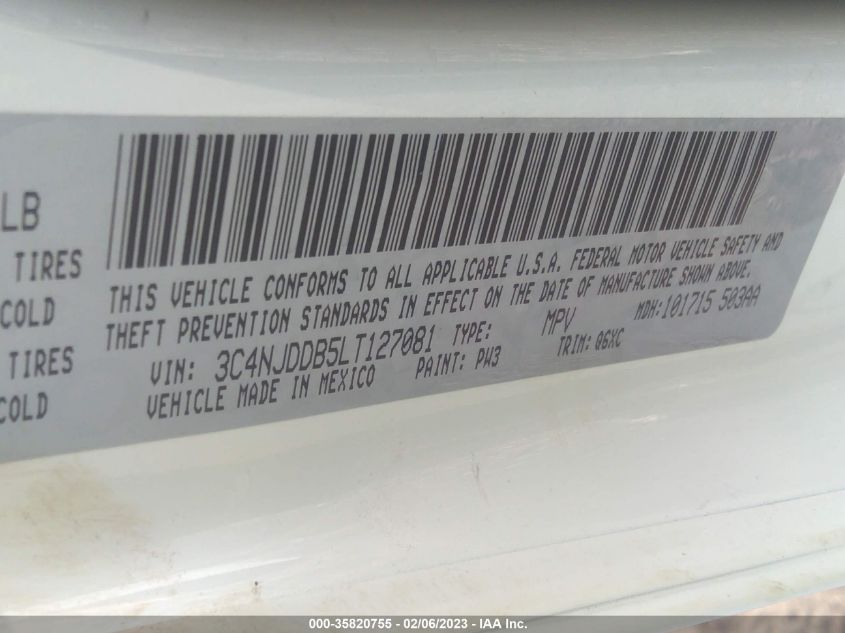 LB
TIRES
COLD
TIRES
COLD
THIS VEHICLE CONFORMS TO ALL APPLICABLE U.S.A. FEDERAL MOTOR VEHICLE SAFETY AND
THEFT PREVENTION STANDARDS IN EFFECT ON THE DATE OF MANUFACTURE SHOWN ABOVE.
VIN: 3C4NJDDB5LT127081 TYPE: MPV MDH:101715 503AA
VEHICLE MADE IN MEXICO PAINT: PW3 TRIM: Q6XC
000-35820755 - 02/06/2023 - IAA Inc.